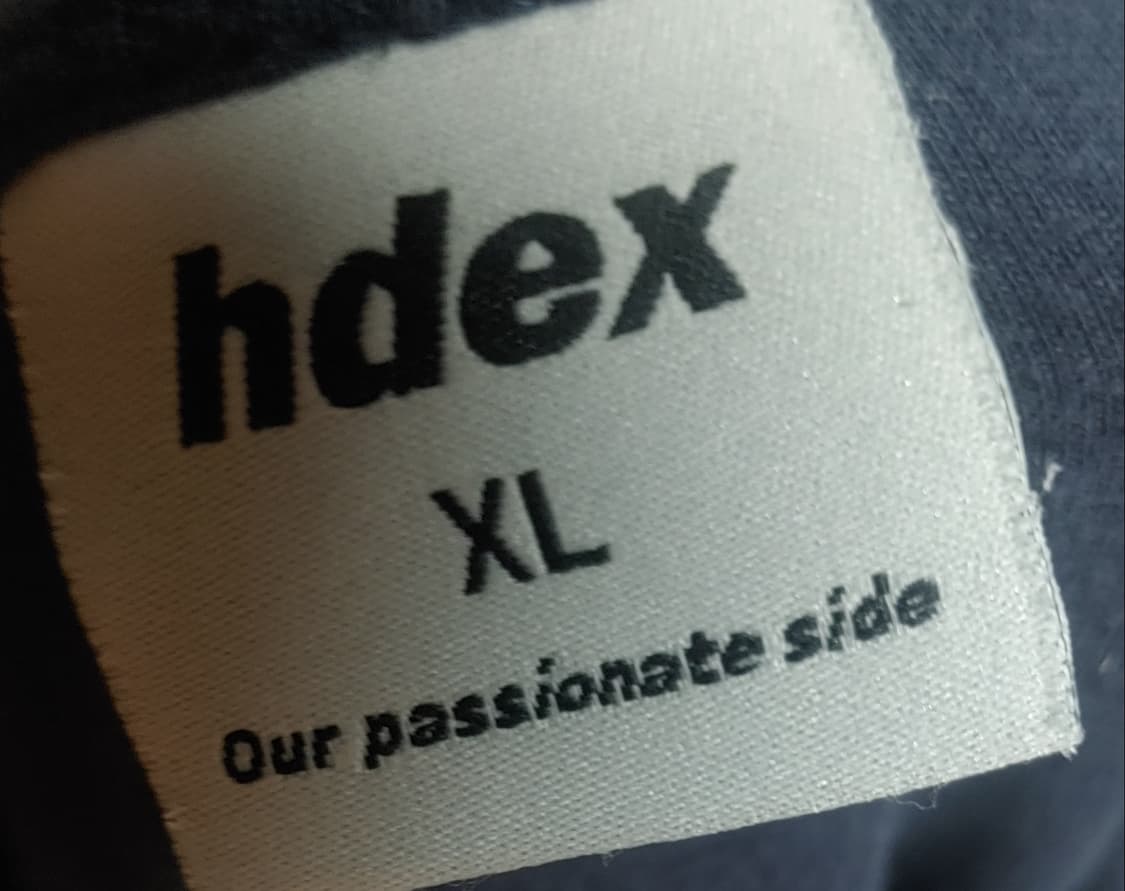 hdex
XL
Our passionate side